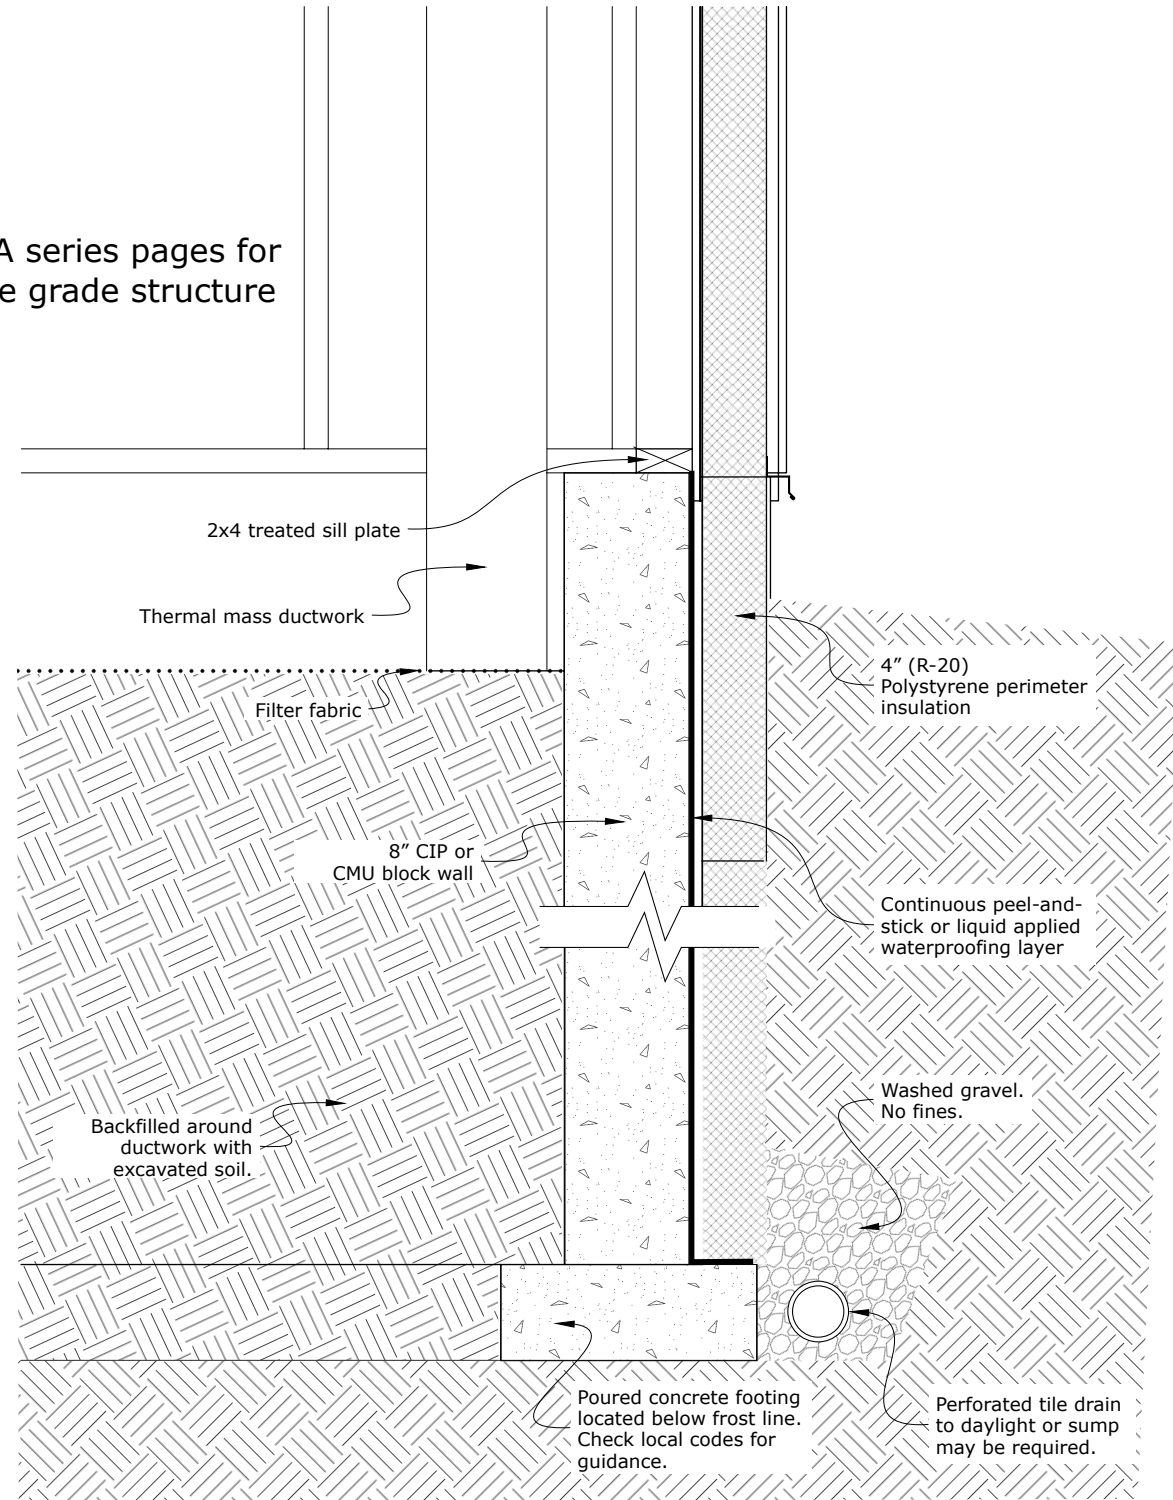 A series pages for
e grade structure
2x4 treated sill plate
Thermal mass ductwork
Filter fabric
4” (R-20)
Polystyrene perimeter
insulation
8” CIP or
CMU block wall
Continuous peel-and-
stick or liquid applied
waterproofing layer
Washed gravel.
No fines.
Backfilled around
ductwork with
excavated soil.
Poured concrete footing
located below frost line.
Check local codes for
guidance.
Perforated tile drain
to daylight or sump
may be required.